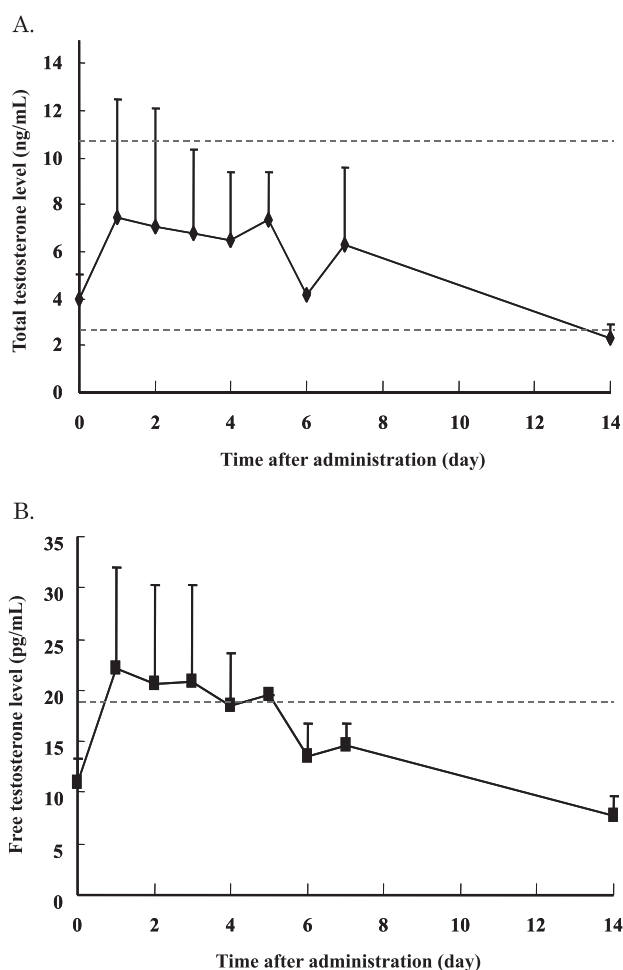 A.
14
12
10
8
6
4
2
0
Total testosterone level (ng/mL)
0 2 4 6 8 10 12 14
Time after administration (day)
B.
35
30
25
20
15
10
5
0
Free testosterone level (pg/mL)
0 2 4 6 8 10 12 14
Time after administration (day)